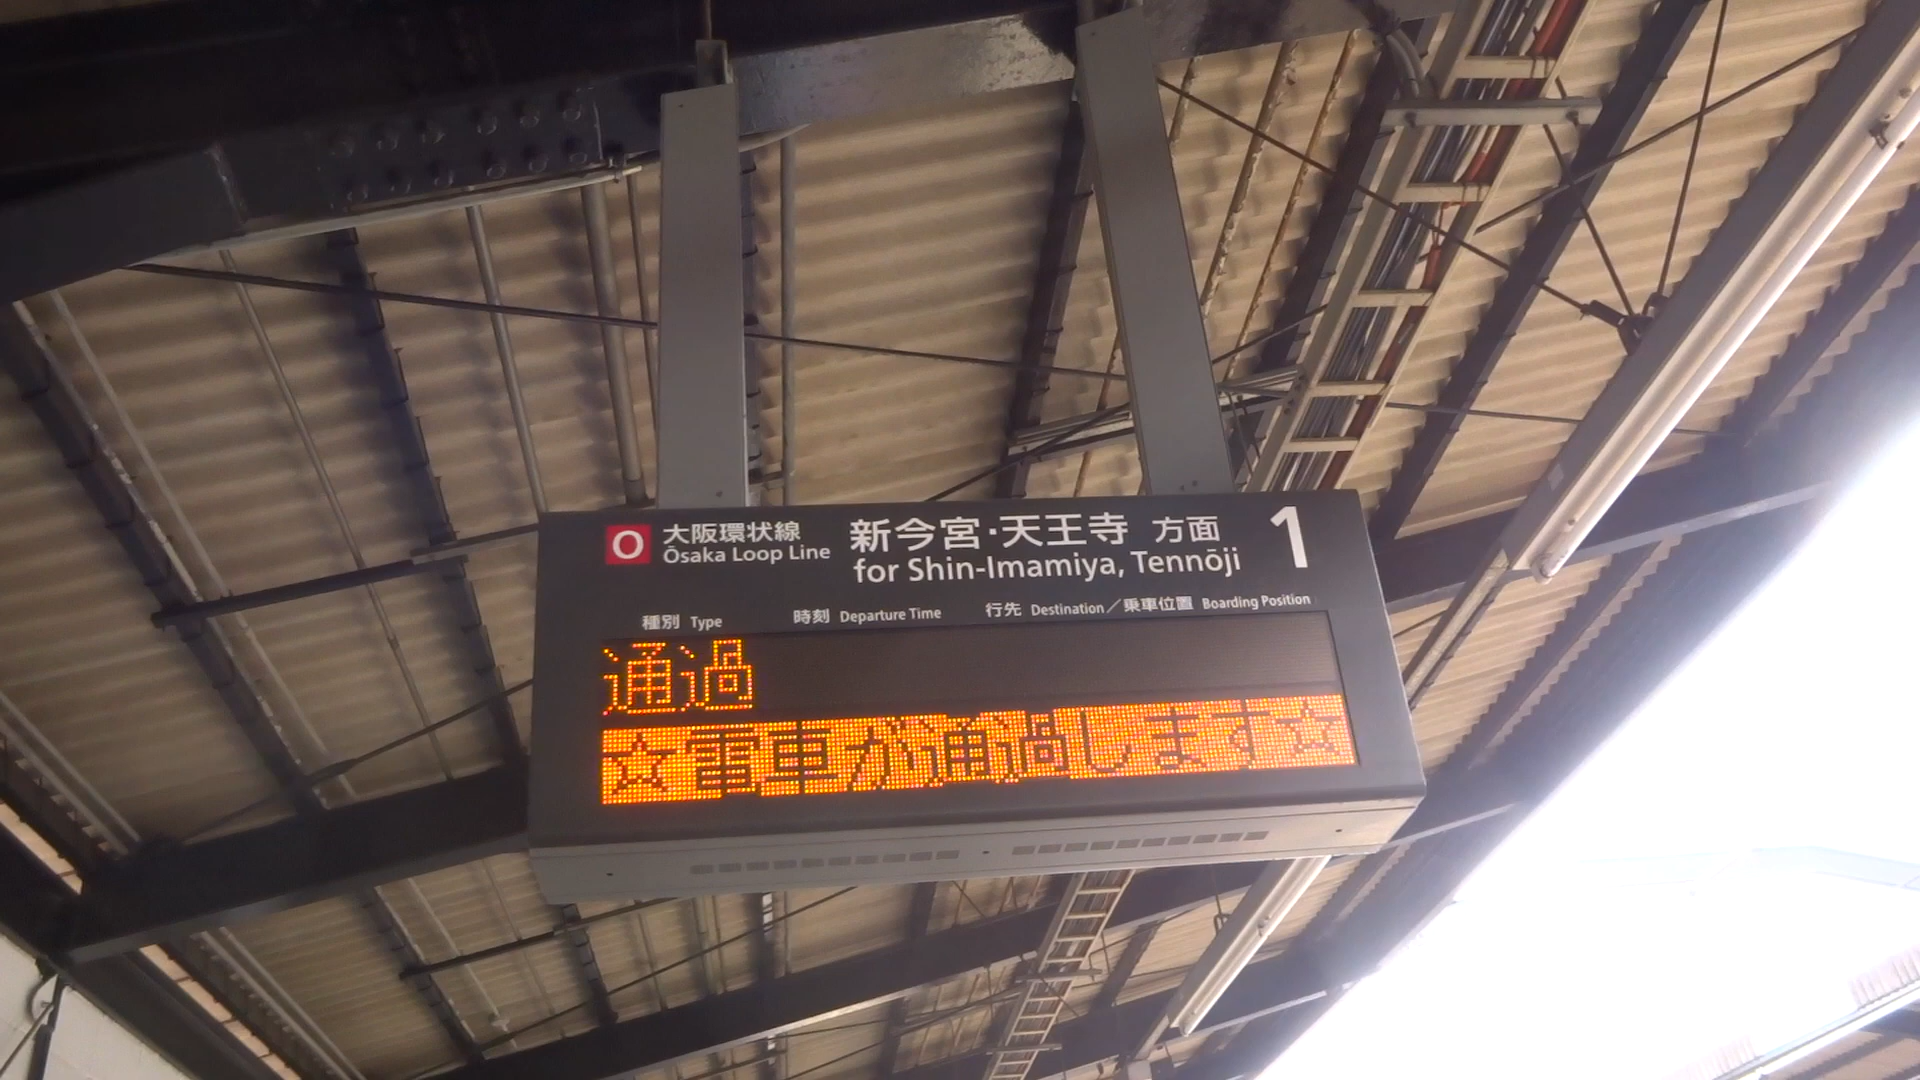 O 大阪環状線 新今宮・天王寺 方面 1
Ōsaka Loop Line for Shin-Imamiya, Tennōji
種別 Type 時刻 Departure Time 行先 Destination／乗車位置 Boarding Position
通過
☆電車が通過します☆